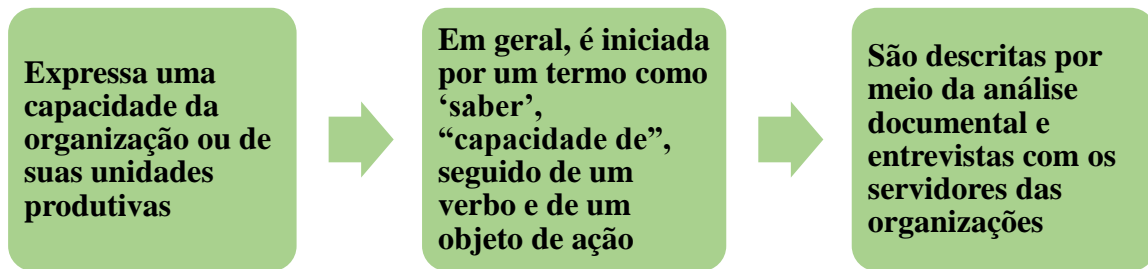 Expressa uma
capacidade da
organização ou de
suas unidades
produtivas
Em geral, é iniciada
por um termo como
‘saber’,
“capacidade de”,
seguido de um
verbo e de um
objeto de ação
São descritas por
meio da análise
documental e
entrevistas com os
servidores das
organizações